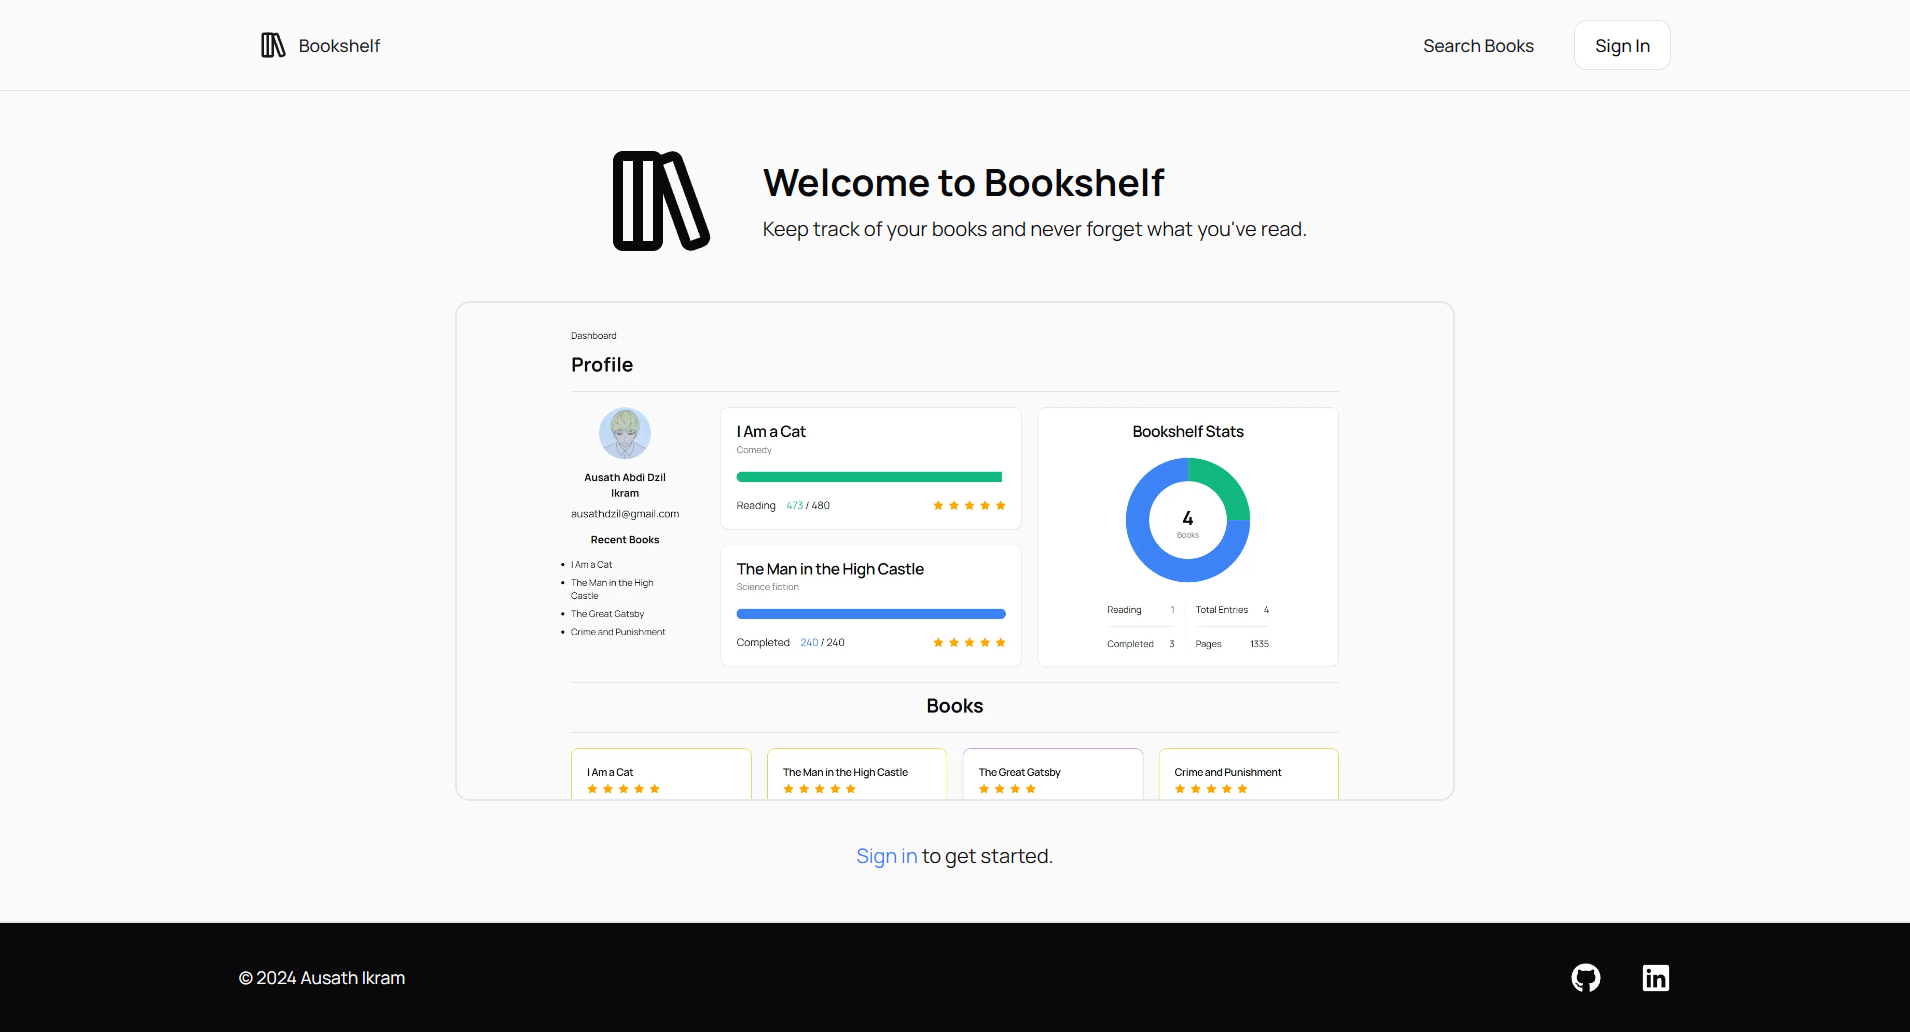 Bookshelf
Search Books
Sign In
Welcome to Bookshelf
Keep track of your books and never forget what you've read.
Dashboard
Profile
Ausath Abdi Dzil
Ikram
ausathdzil@gmail.com
Recent Books
• I Am a Cat
• The Man in the High
Castle
• The Great Gatsby
• Crime and Punishment
I Am a Cat
Comedy
Reading 473 / 480
The Man in the High Castle
Science fiction
Completed 240 / 240
Bookshelf Stats
4
Books
Reading 1 Total Entries 4
Completed 3 Pages 1335
Books
I Am a Cat
The Man in the High Castle
The Great Gatsby
Crime and Punishment
Sign in to get started.
© 2024 Ausath Ikram
in